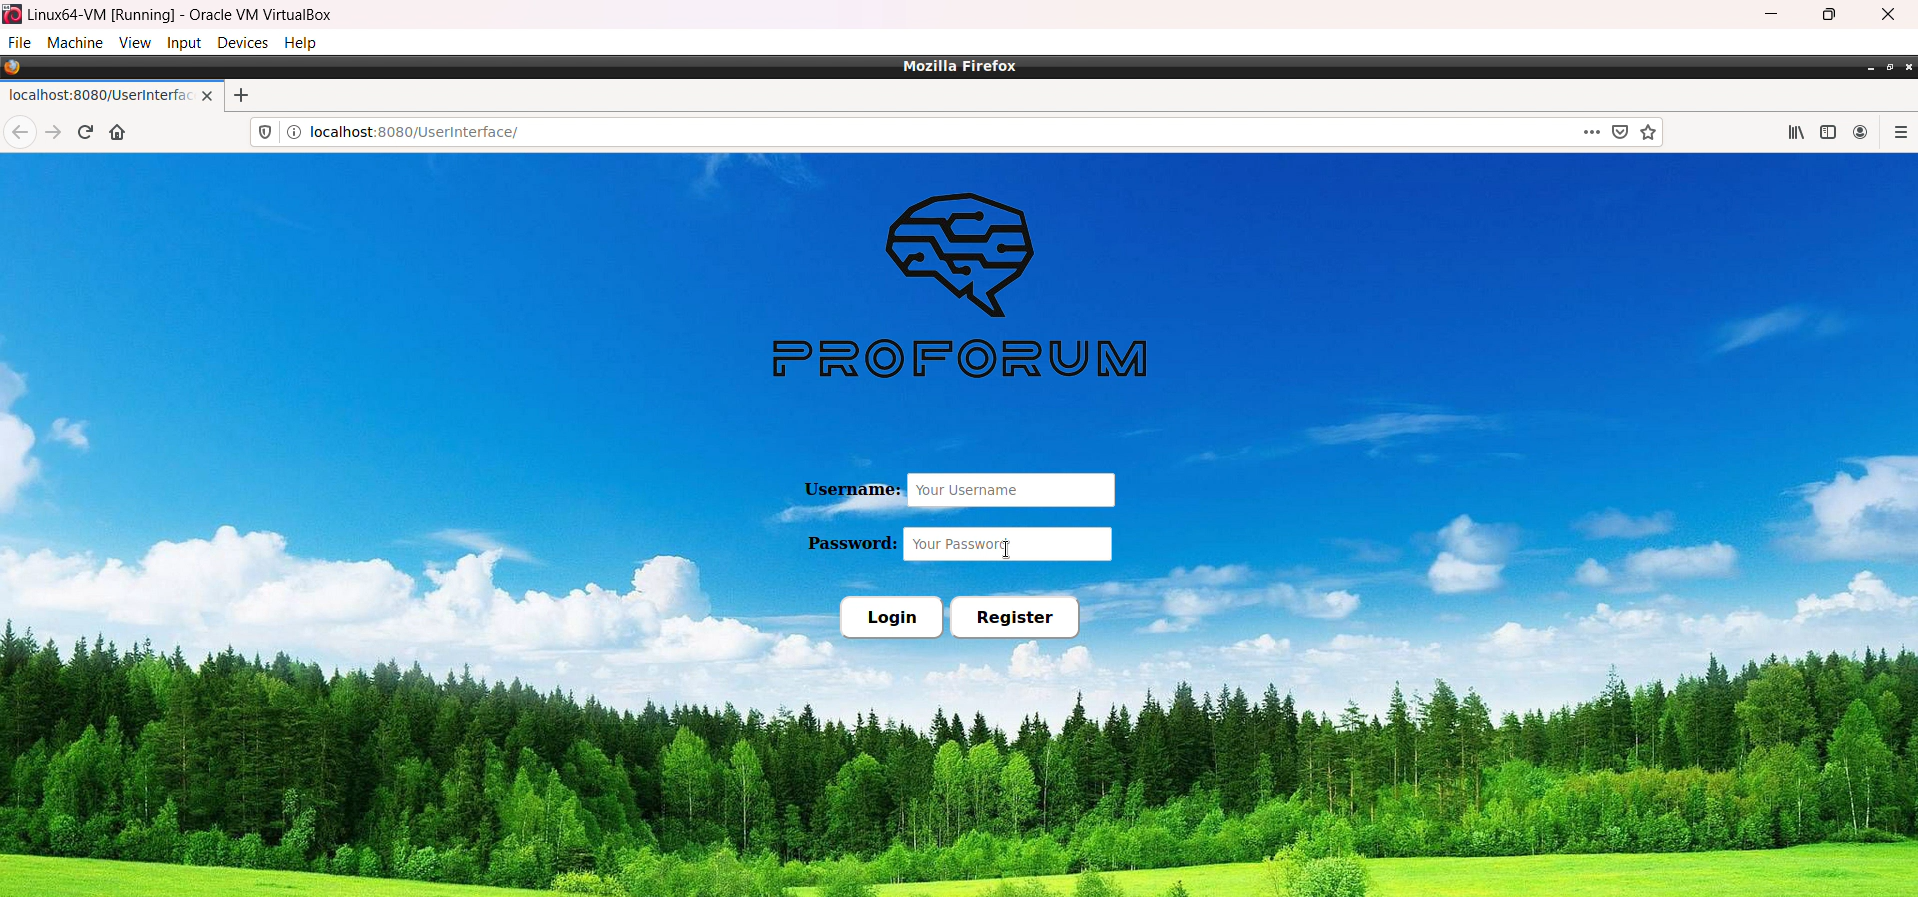 Linux64-VM [Running] - Oracle VM VirtualBox
File Machine View Input Devices Help
Mozilla Firefox
localhost:8080/UserInterfac
localhost:8080/UserInterface/
PROFORUM
Username: Your Username
Password: Your Password
Login Register